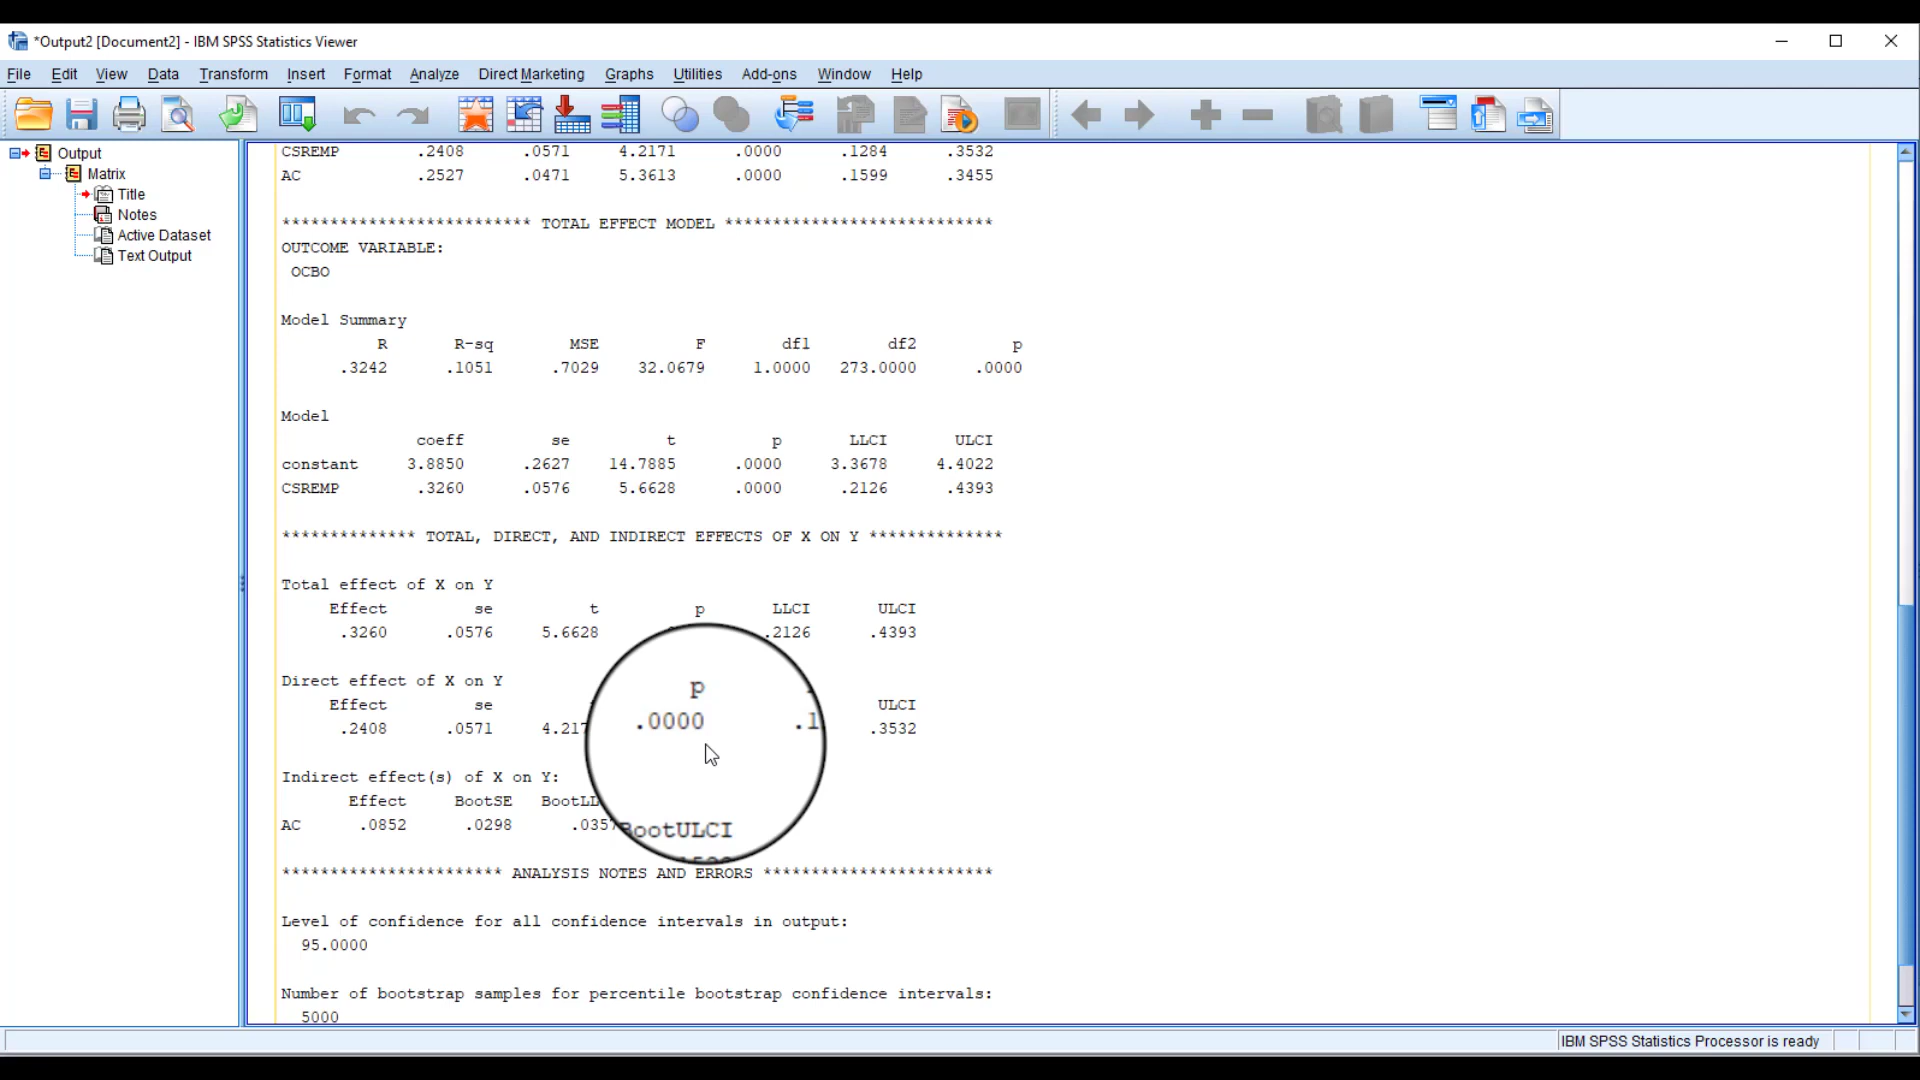 *Output2 [Document2] - IBM SPSS Statistics Viewer
File Edit View Data Transform Insert Format Analyze Direct Marketing Graphs Utilities Add-ons Window Help
Output
Matrix
Title
Notes
Active Dataset
Text Output
CSREMP .2408 .0571 4.2171 .0000 .1284 .3532
AC .2527 .0471 5.3613 .0000 .1599 .3455
************************** TOTAL EFFECT MODEL ****************************
OUTCOME VARIABLE:
OCBO
Model Summary
R R-sq MSE F df1 df2 p
.3242 .1051 .7029 32.0679 1.0000 273.0000 .0000
Model
coeff se t p LLCI ULCI
constant 3.8850 .2627 14.7885 .0000 3.3678 4.4022
CSREMP .3260 .0576 5.6628 .0000 .2126 .4393
************** TOTAL, DIRECT, AND INDIRECT EFFECTS OF X ON Y **************
Total effect of X on Y
Effect se t p LLCI ULCI
.3260 .0576 5.6628 .2126 .4393
Direct effect of X on Y
Effect se p ULCI
.2408 .0571 4.217 .0000 .1 .3532
Indirect effect(s) of X on Y:
Effect BootSE BootLL BootULCI
AC .0852 .0298 .0357
*********************** ANALYSIS NOTES AND ERRORS ************************
Level of confidence for all confidence intervals in output:
95.0000
Number of bootstrap samples for percentile bootstrap confidence intervals:
5000
IBM SPSS Statistics Processor is ready